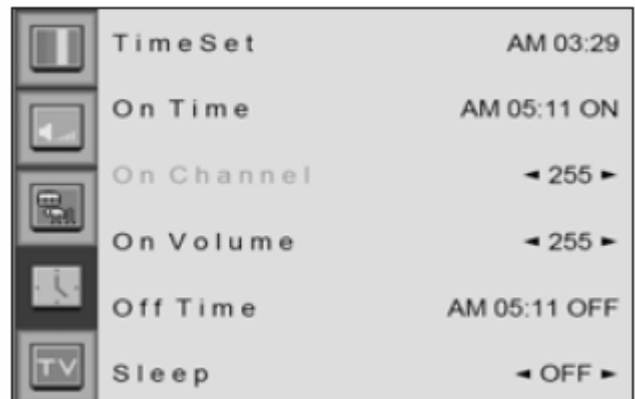 TimeSet AM 03:29
On Time AM 05:11 ON
On Channel ◄ 255 ►
On Volume ◄ 255 ►
Off Time AM 05:11 OFF
TV Sleep ◄ OFF ►